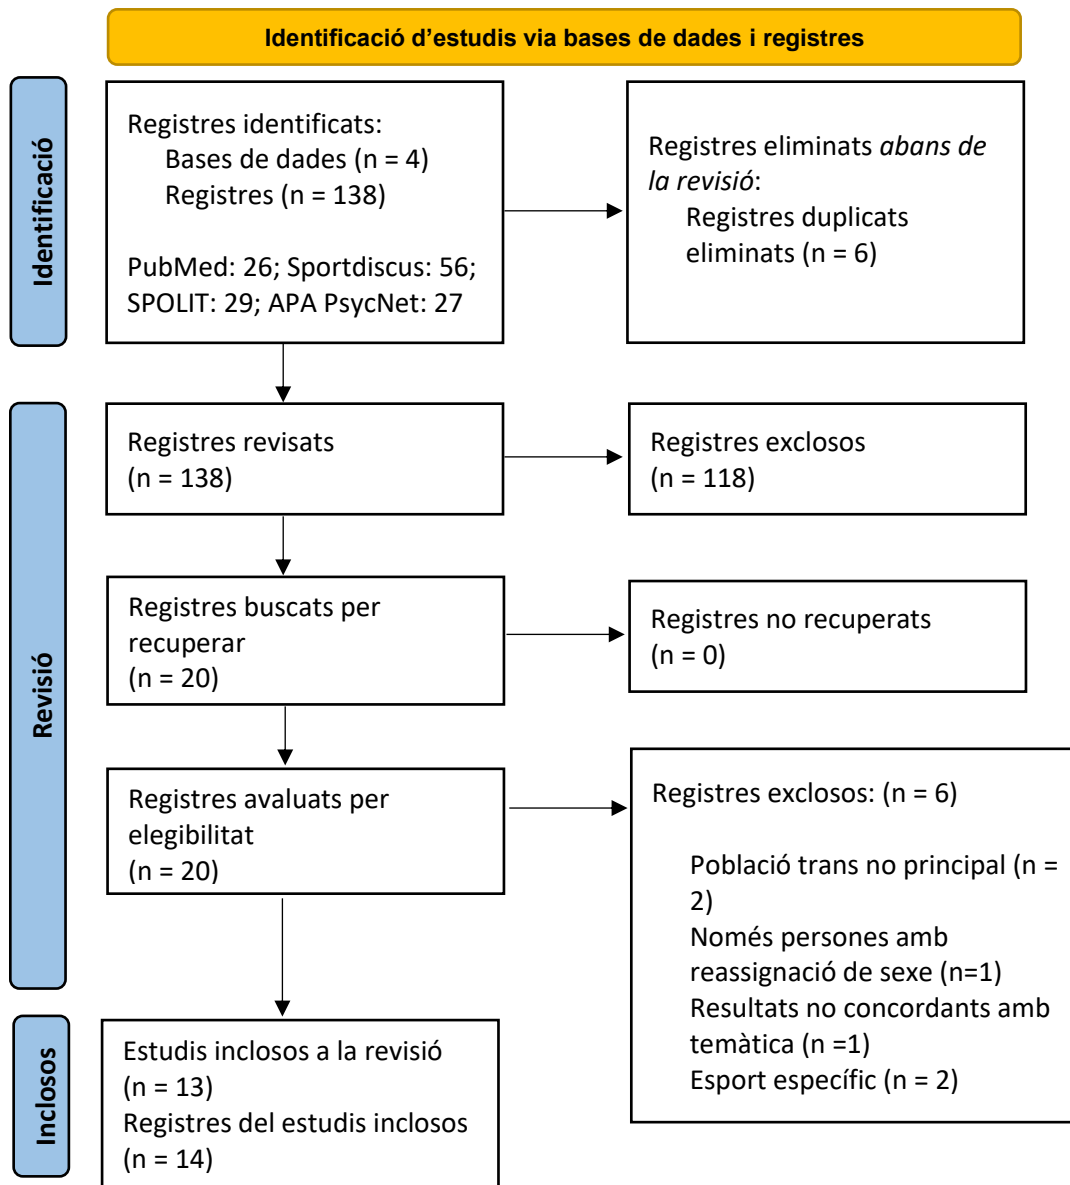 Identificació d'estudis via bases de dades i registres
Identificació
Registres identificats:
Bases de dades (n = 4)
Registres (n = 138)
PubMed: 26; Sportdiscus: 56;
SPOLIT: 29; APA PsycNet: 27
Registres eliminats abans de
la revisió:
Registres duplicats
eliminats (n = 6)
Revisió
Registres revisats
(n = 138)
Registres exclosos
(n = 118)
Registres buscats per
recuperar
(n = 20)
Registres no recuperats
(n = 0)
Registres avaluats per
elegibilitat
(n = 20)
Registres exclosos: (n = 6)
Població trans no principal (n =
2)
Només persones amb
reassignació de sexe (n=1)
Resultats no concordants amb
temàtica (n =1)
Esport específic (n = 2)
Inclosos
Estudis inclosos a la revisió
(n = 13)
Registres del estudis inclosos
(n = 14)